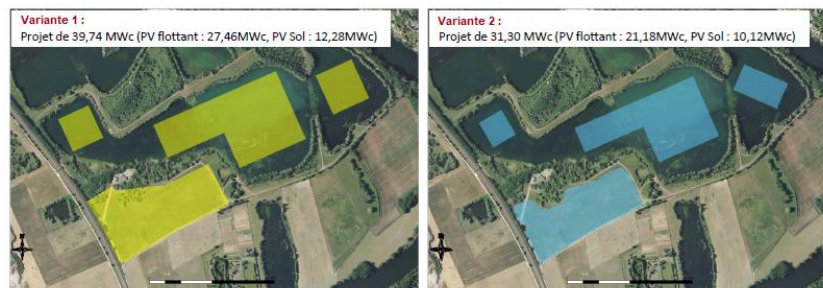 Variante 1 :
Projet de 39,74 MWc (PV flottant : 27,46MWc, PV Sol : 12,28MWc)
Variante 2 :
Projet de 31,30 MWc (PV flottant : 21,18MWc, PV Sol : 10,12MWc)